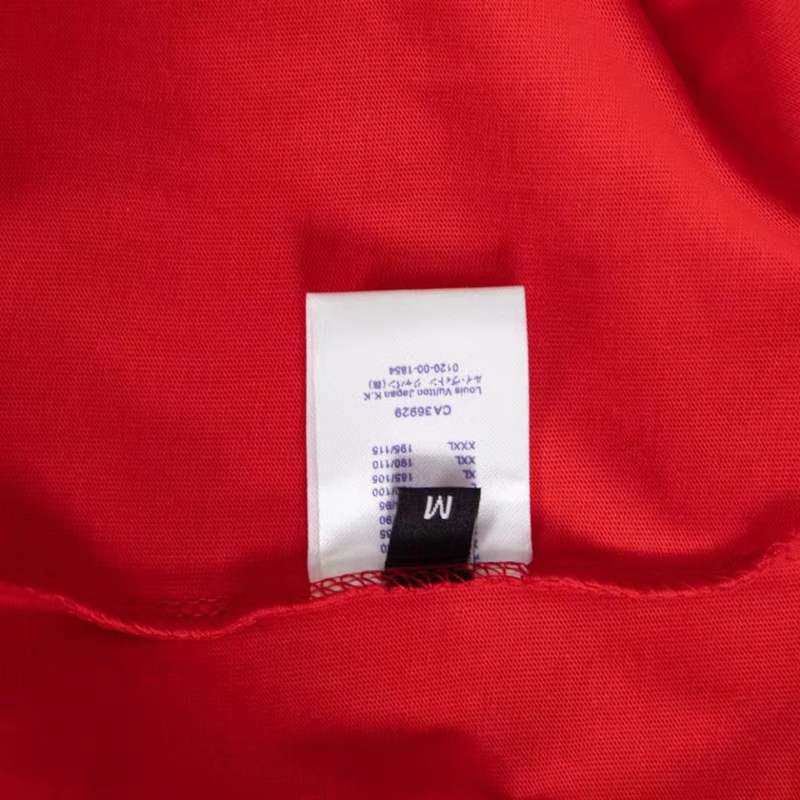 M
/100
XL 185/105
XXL 190/110
XXXL 195/115
CA36929
Louis Vuitton Japan K.K
ルイ・ヴィトン ジャパン(株)
0120-00-1854